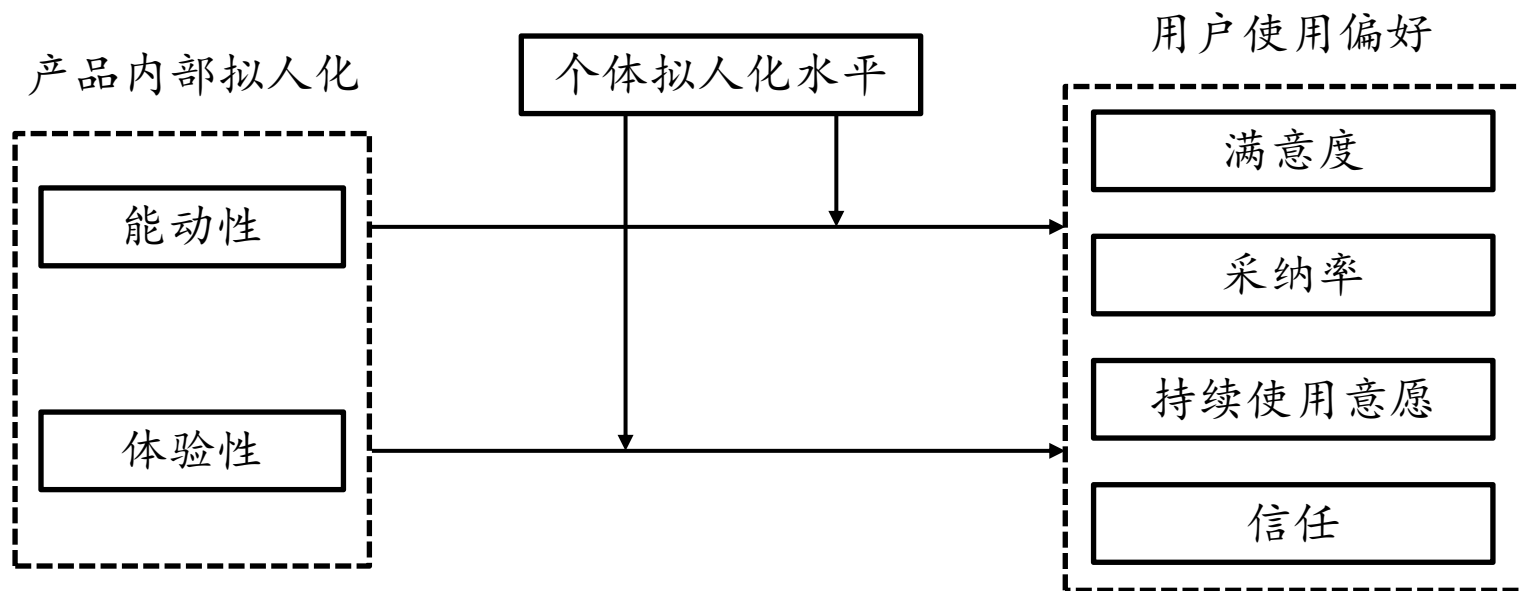 产品内部拟人化
能动性
体验性
个体拟人化水平
用户使用偏好
满意度
采纳率
持续使用意愿
信任